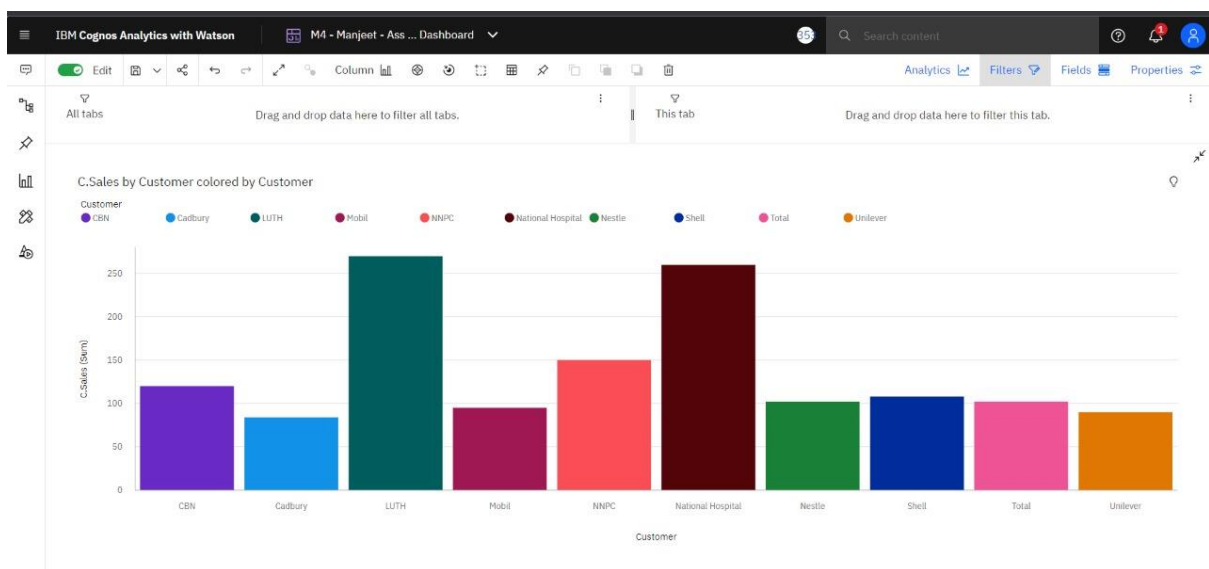 IBM Cognos Analytics with Watson
M4 - Manjeet - Ass ... Dashboard
353
Search content
1
Edit
Column
Analytics
Filters
Fields
Properties
All tabs
Drag and drop data here to filter all tabs.
This tab
Drag and drop data here to filter this tab.
C.Sales by Customer colored by Customer
Customer
CBN Cadbury LUTH Mobil NNPC National Hospital Nestle Shell Total Unilever
C.Sales (Sum)
250
200
150
100
50
0
CBN Cadbury LUTH Mobil NNPC National Hospital Nestle Shell Total Unilever
Customer